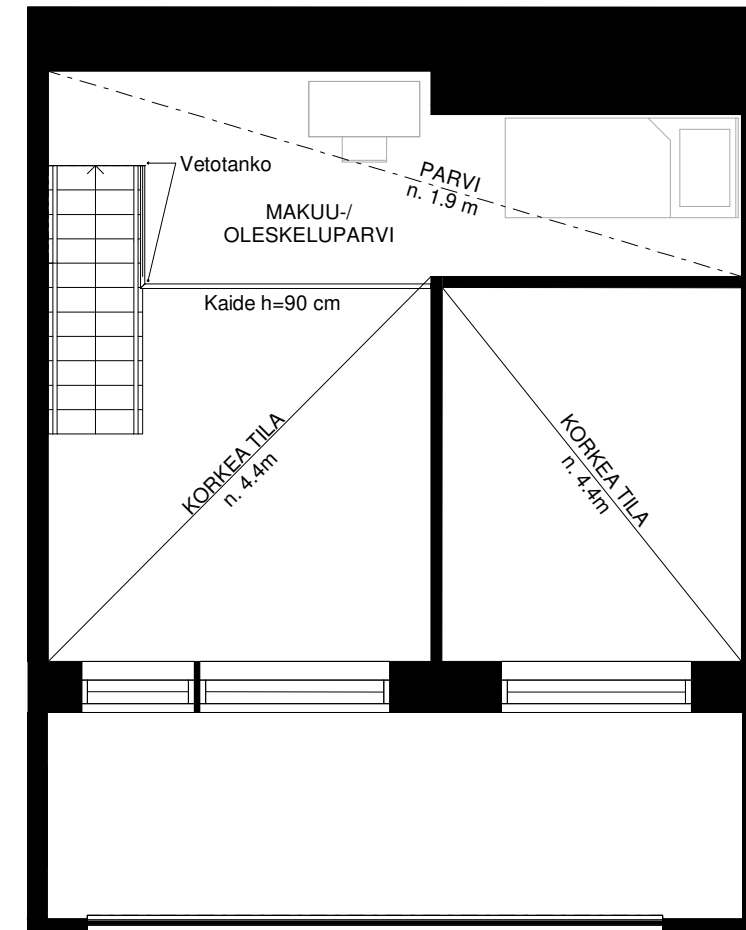 Vetotanko
PARVI
n. 1.9 m
MAKUU-/
OLESKELUPARVI
Kaide h=90 cm
KORKEA TILA
n. 4.4m
KORKEA TILA
n. 4.4m